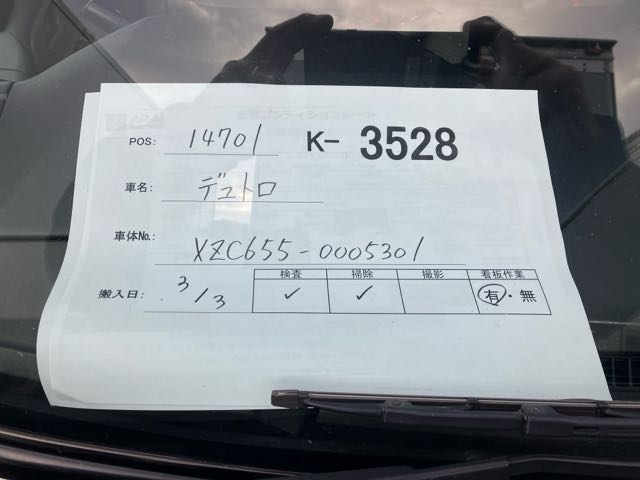 POS: 14701 K- 3528
車名: デュトロ
車体No.: XZC655-0005301
検査 掃除 撮影 看板作業
搬入日: 3/3 ✓ ✓ 有・無